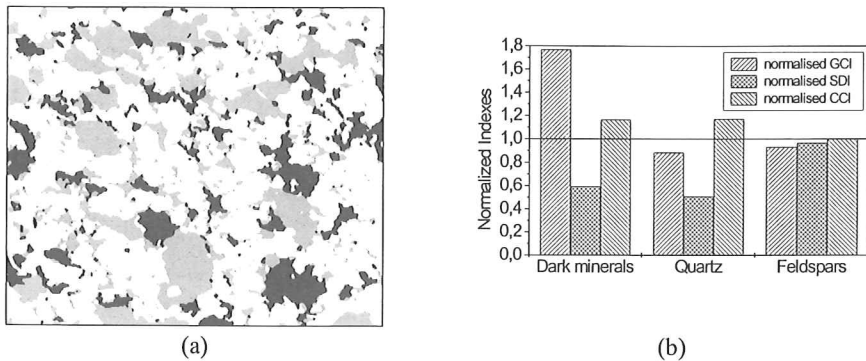 1,8
1,6
1,4
1,2
1,0
0,8
0,6
0,4
0,2
0,0
Normalized Indexes
normalised GCI
normalised SDI
normalised CCI
Dark minerals Quartz Feldspars
(a) (b)